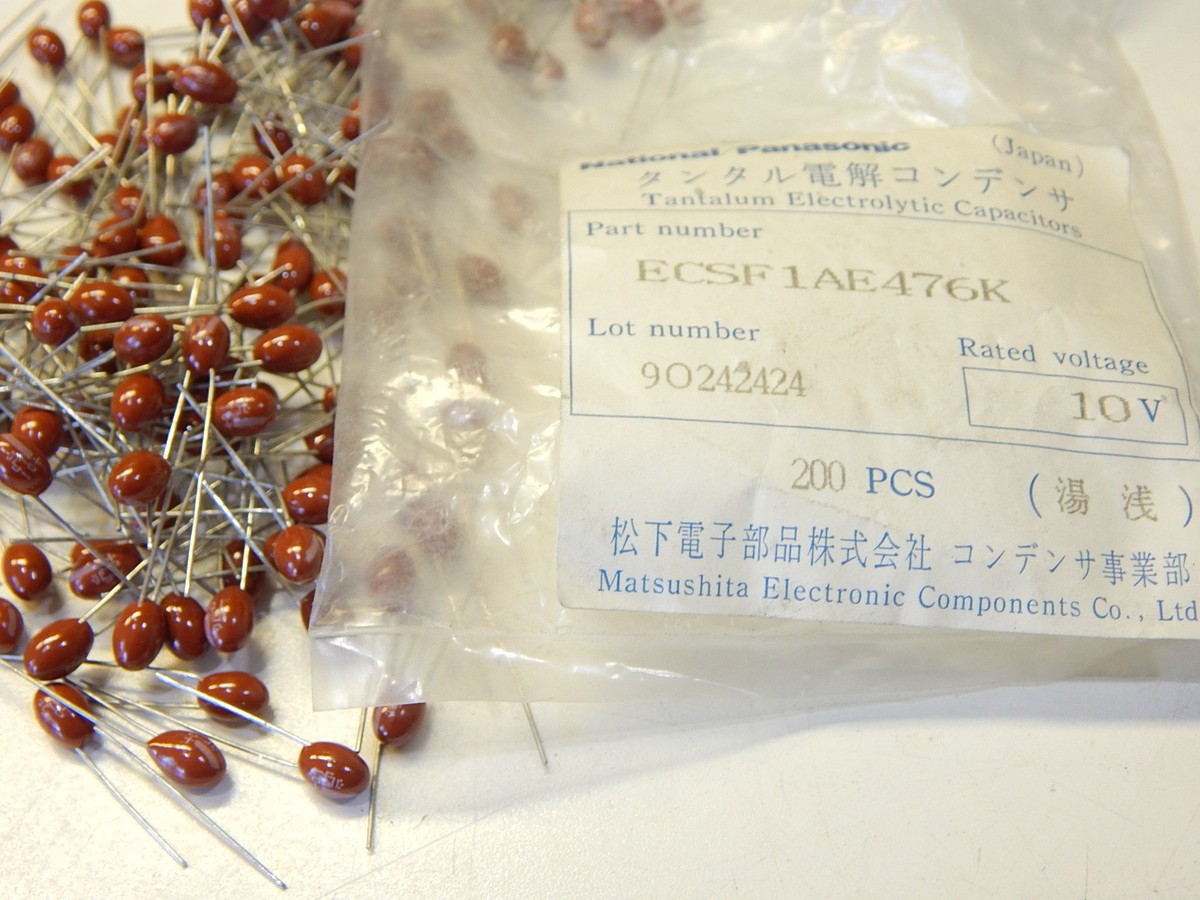 National Panasonic (Japan)
タンタル電解コンデンサ
Tantalum Electrolytic Capacitors
Part number
ECSF1AE476K
Lot number
90242424
Rated voltage
10 V
200 PCS (湯浅)
松下電子部品株式会社 コンデンサ事業部
Matsushita Electronic Components Co., Ltd